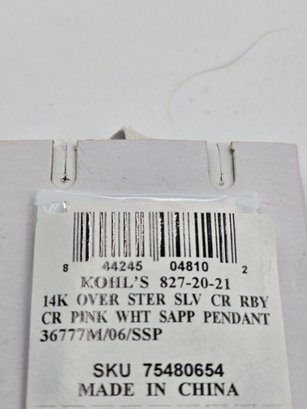 8 44245 04810 2
KOHL'S 827-20-21
14K OVER STER SLV CR RBY
CR PINK WHT SAPP PENDANT
36777M/06/SSP
SKU 75480654
MADE IN CHINA